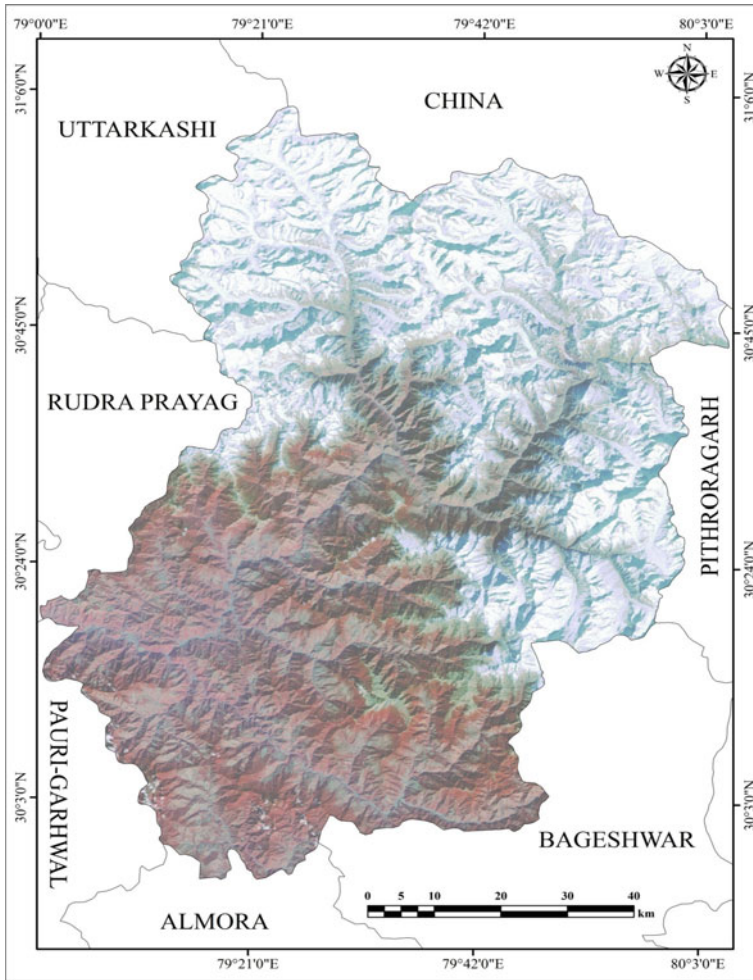 79°0'0"E 79°21'0"E 79°42'0"E 80°3'0"E
N
W E
S
31°6'0"N
31°6'0"N
CHINA
UTTARKASHI
30°45'0"N
30°45'0"N
RUDRA PRAYAG
PITHRORAGARH
30°24'0"N
30°24'0"N
PAURI-GARHWAL
30°3'0"N
30°3'0"N
BAGESHWAR
ALMORA
0 5 10 20 30 40
km
79°21'0"E 79°42'0"E 80°3'0"E